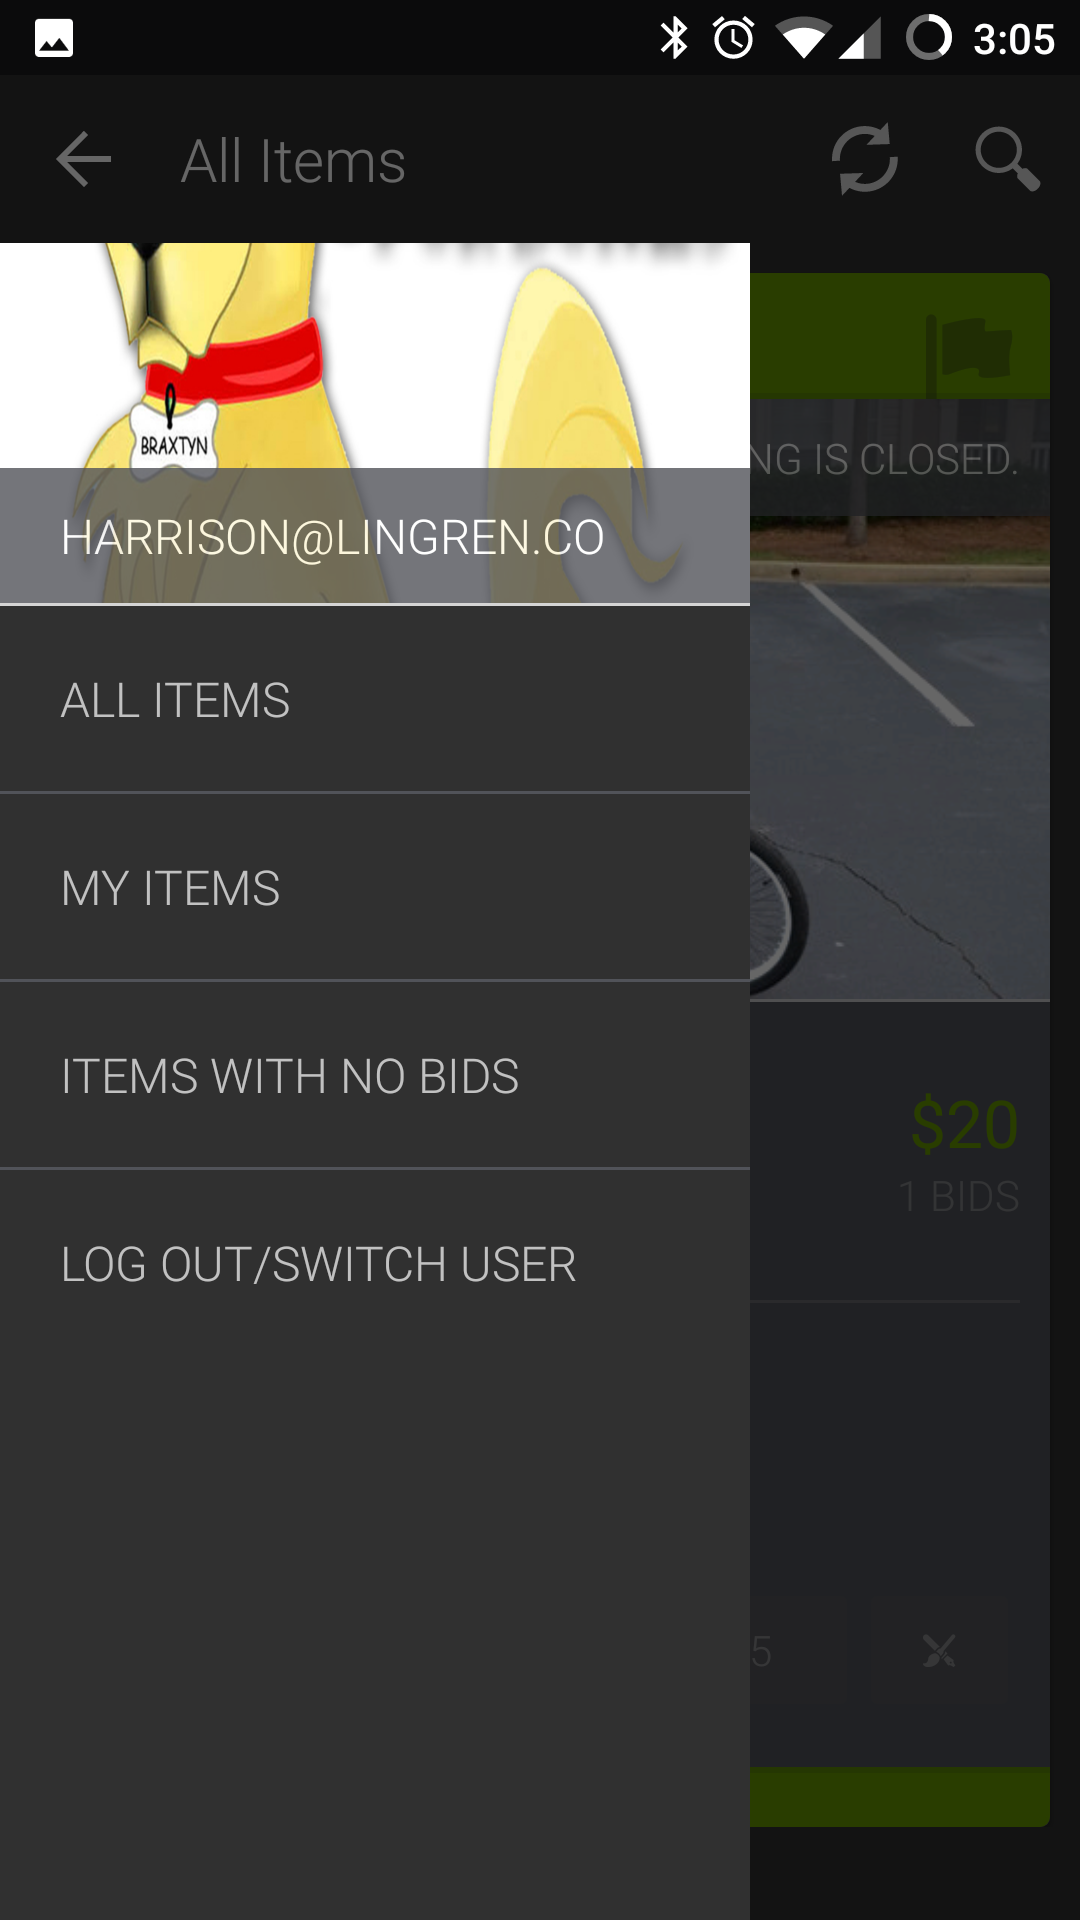 3:05
All Items
BRAXTYN
NG IS CLOSED.
HARRISON@LINGREN.CO
ALL ITEMS
MY ITEMS
ITEMS WITH NO BIDS
$20
1 BIDS
LOG OUT/SWITCH USER
5